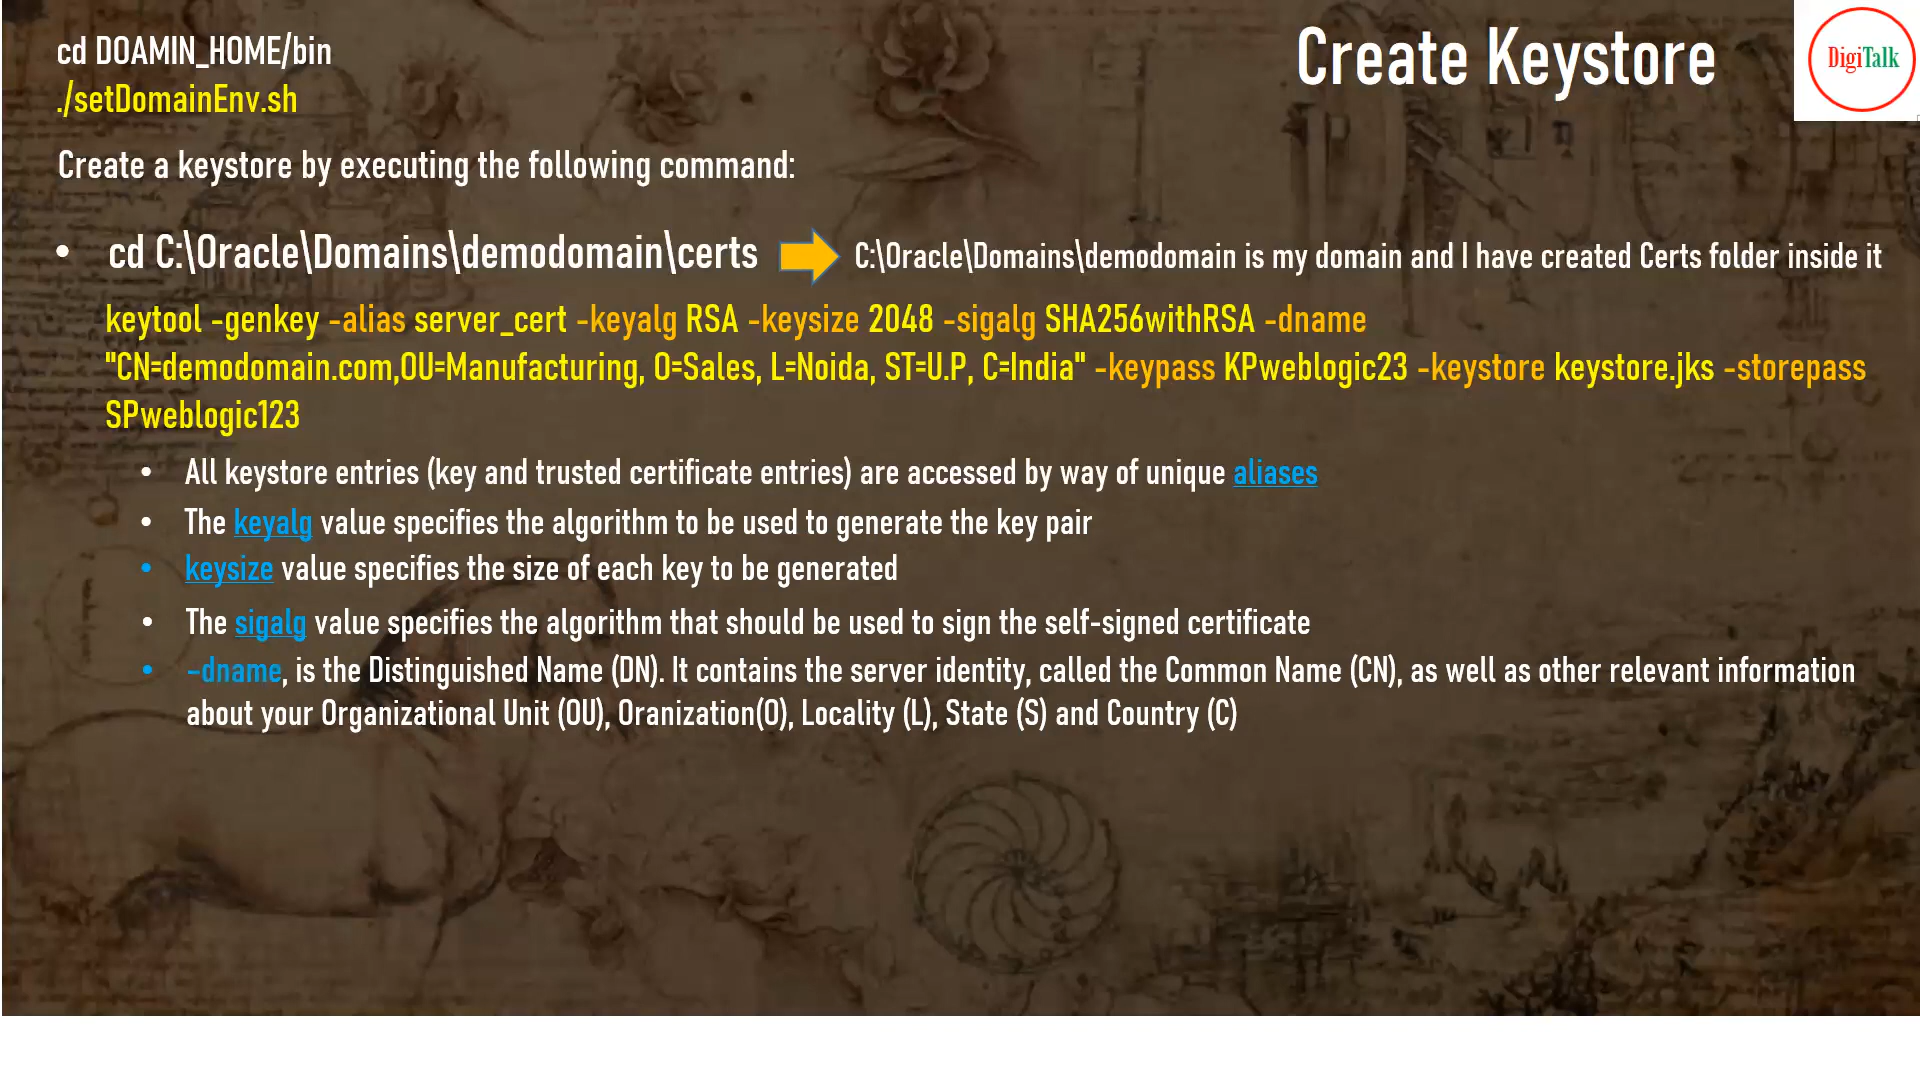 cd DOAMIN_HOME/bin
./setDomainEnv.sh
Create Keystore
DigiTalk
Create a keystore by executing the following command:
• cd C:\Oracle\Domains\demodomain\certs
C:\Oracle\Domains\demodomain is my domain and I have created Certs folder inside it
keytool -genkey -alias server_cert -keyalg RSA -keysize 2048 -sigalg SHA256withRSA -dname
"CN=demodomain.com,OU=Manufacturing, O=Sales, L=Noida, ST=U.P, C=India" -keypass KPweblogic23 -keystore keystore.jks -storepass
SPweblogic123
• All keystore entries (key and trusted certificate entries) are accessed by way of unique aliases
• The keyalg value specifies the algorithm to be used to generate the key pair
• keysize value specifies the size of each key to be generated
• The sigalg value specifies the algorithm that should be used to sign the self-signed certificate
• -dname, is the Distinguished Name (DN). It contains the server identity, called the Common Name (CN), as well as other relevant information
about your Organizational Unit (OU), Oranization(O), Locality (L), State (S) and Country (C)